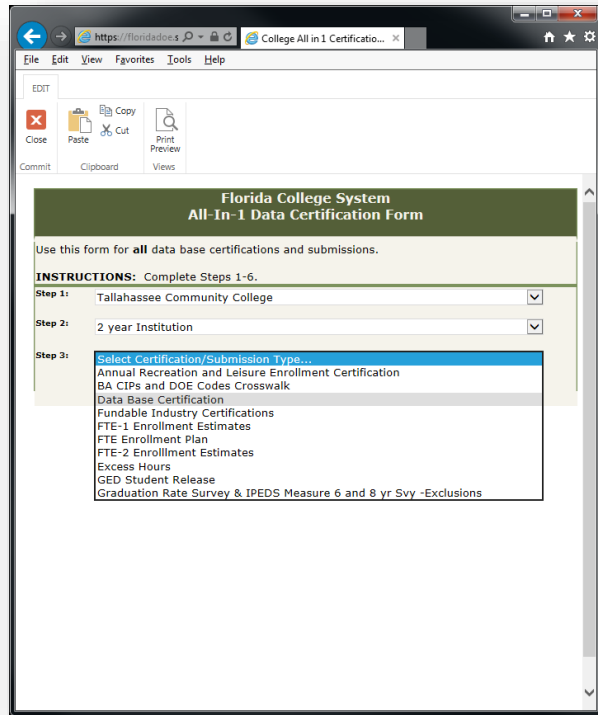 https://floridadoe.s
College All in 1 Certificatio...
File Edit View Favorites Tools Help
EDIT
Close
Paste
Copy
Cut
Print Preview
Commit
Clipboard
Views
Florida College System
All-In-1 Data Certification Form
Use this form for all data base certifications and submissions.
INSTRUCTIONS: Complete Steps 1-6.
Step 1: Tallahassee Community College
Step 2: 2 year Institution
Step 3: Select Certification/Submission Type...
Annual Recreation and Leisure Enrollment Certification
BA CIPs and DOE Codes Crosswalk
Data Base Certification
Fundable Industry Certifications
FTE-1 Enrollment Estimates
FTE Enrollment Plan
FTE-2 Enrolllment Estimates
Excess Hours
GED Student Release
Graduation Rate Survey & IPEDS Measure 6 and 8 yr Svy -Exclusions